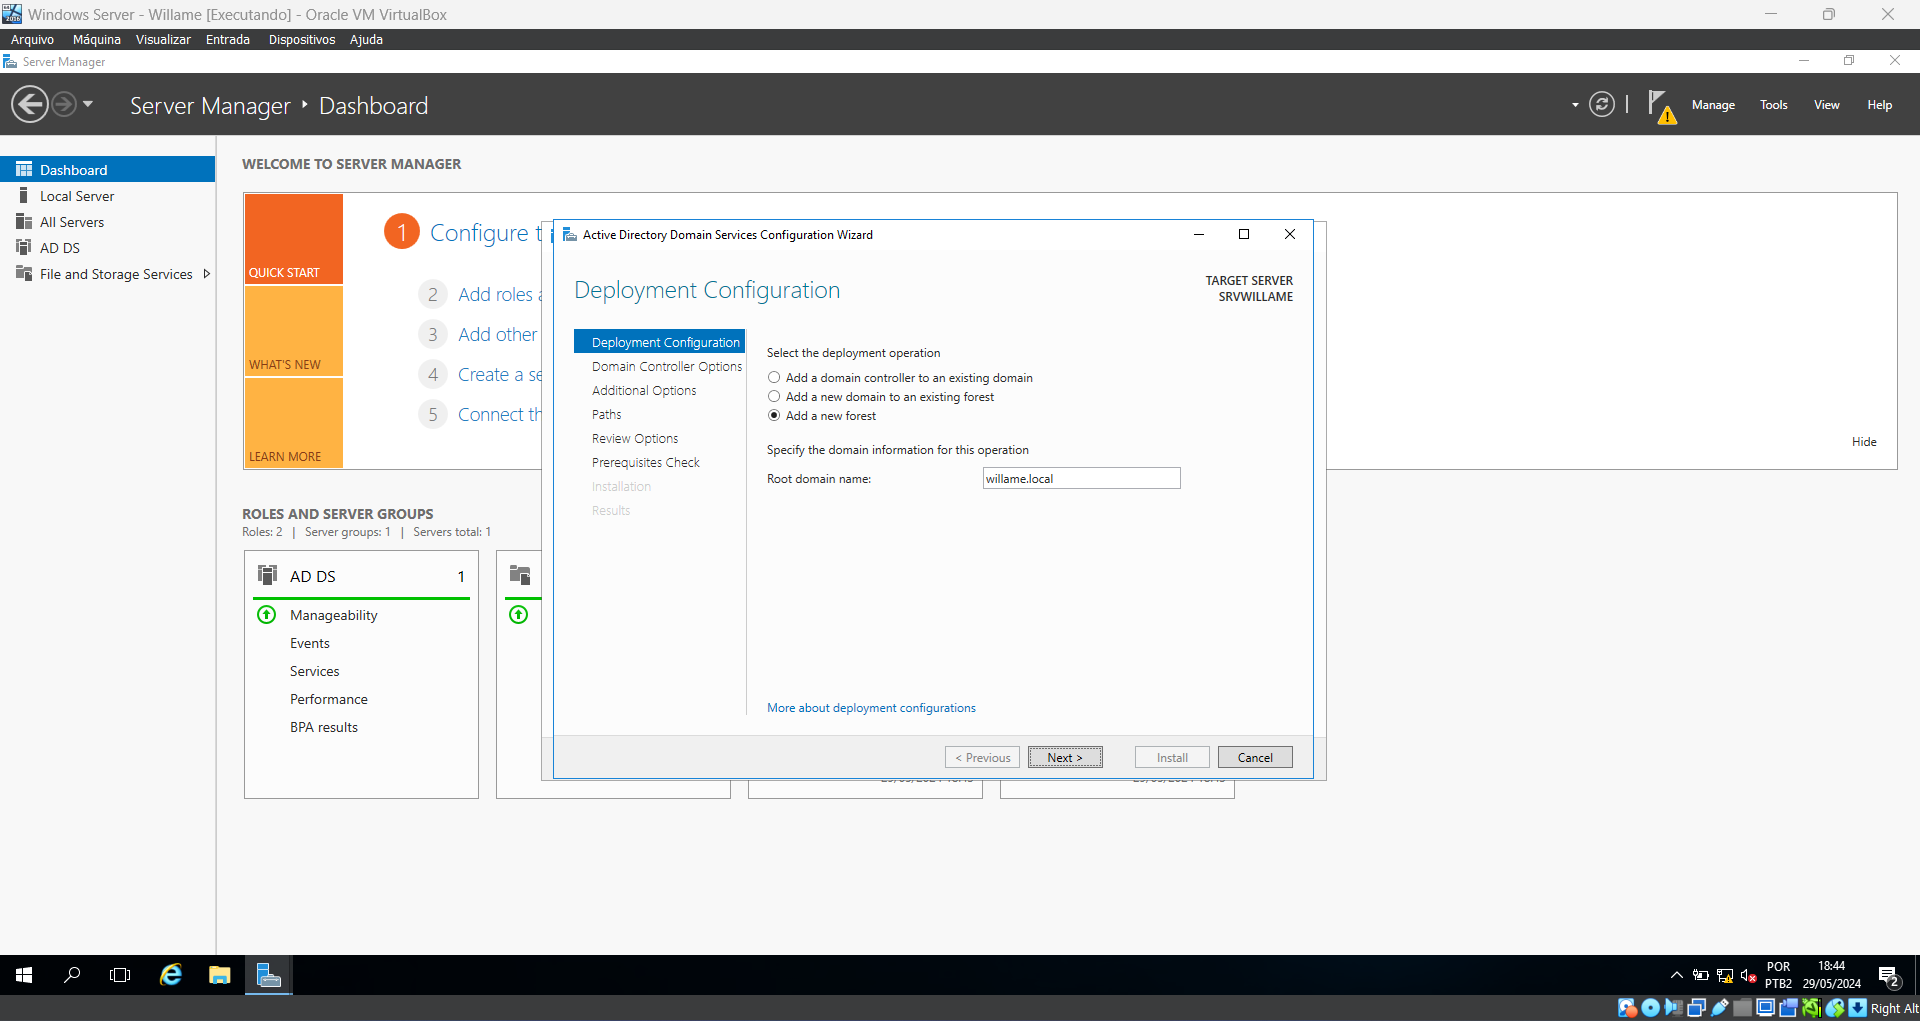 Windows Server - Willame [Executando] - Oracle VM VirtualBox
Arquivo Máquina Visualizar Entrada Dispositivos Ajuda
Server Manager
Server Manager ‣ Dashboard
Manage Tools View Help
Dashboard
Local Server
All Servers
AD DS
File and Storage Services
WELCOME TO SERVER MANAGER
QUICK START
WHAT'S NEW
LEARN MORE
1 Configure t
2 Add roles a
3 Add other
4 Create a se
5 Connect th
Hide
Active Directory Domain Services Configuration Wizard
Deployment Configuration
TARGET SERVER
SRVWILLAME
Deployment Configuration
Domain Controller Options
Additional Options
Paths
Review Options
Prerequisites Check
Installation
Results
Select the deployment operation
Add a domain controller to an existing domain
Add a new domain to an existing forest
Add a new forest
Specify the domain information for this operation
Root domain name: willame.local
More about deployment configurations
< Previous Next > Install Cancel
ROLES AND SERVER GROUPS
Roles: 2 | Server groups: 1 | Servers total: 1
AD DS 1
Manageability
Events
Services
Performance
BPA results
POR
PTB2
18:44
29/05/2024
2
Right Alt